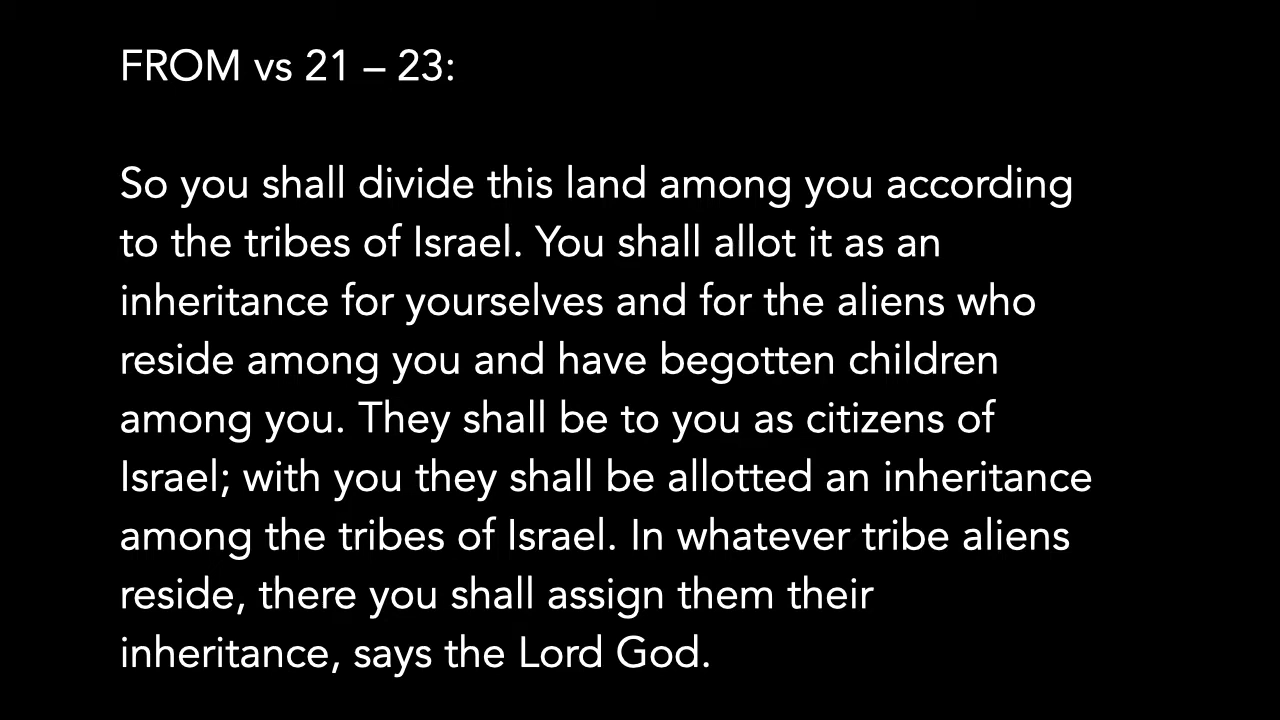 FROM vs 21 – 23:
So you shall divide this land among you according
to the tribes of Israel. You shall allot it as an
inheritance for yourselves and for the aliens who
reside among you and have begotten children
among you. They shall be to you as citizens of
Israel; with you they shall be allotted an inheritance
among the tribes of Israel. In whatever tribe aliens
reside, there you shall assign them their
inheritance, says the Lord God.